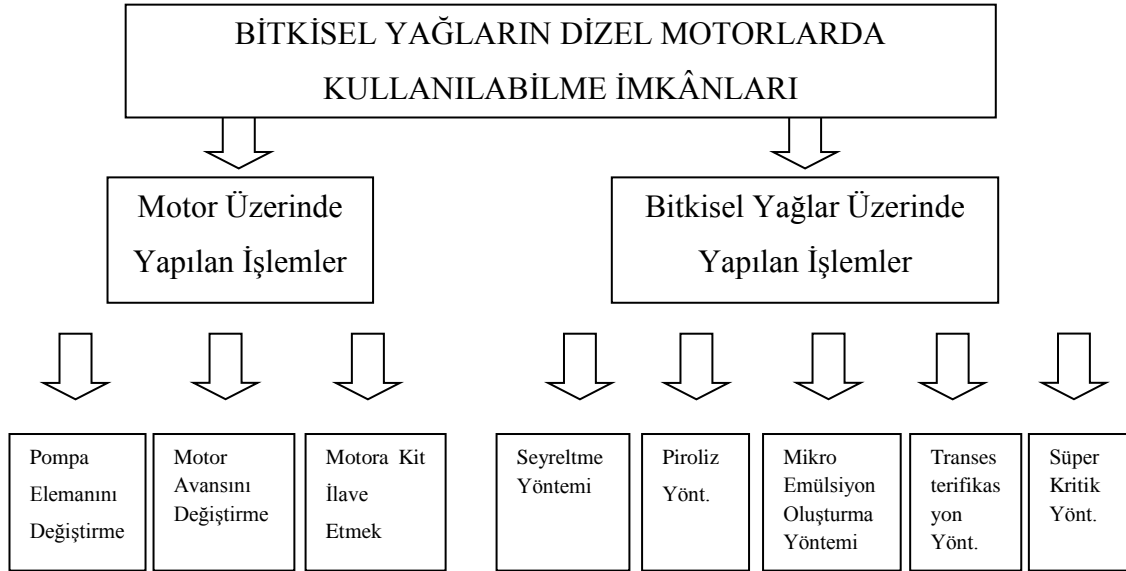 BİTKİSEL YAĞLARIN DİZEL MOTORLARDA
KULLANILABİLME İMKÂNLARI
Motor Üzerinde
Yapılan İşlemler
Bitkisel Yağlar Üzerinde
Yapılan İşlemler
Pompa
Elemanını
Değiştirme
Motor
Avansını
Değiştirme
Motora Kit
İlave
Etmek
Seyreltme
Yöntemi
Piroliz
Yönt.
Mikro
Emülsiyon
Oluşturma
Yöntemi
Transes
terifikas
yon
Yönt.
Süper
Kritik
Yönt.